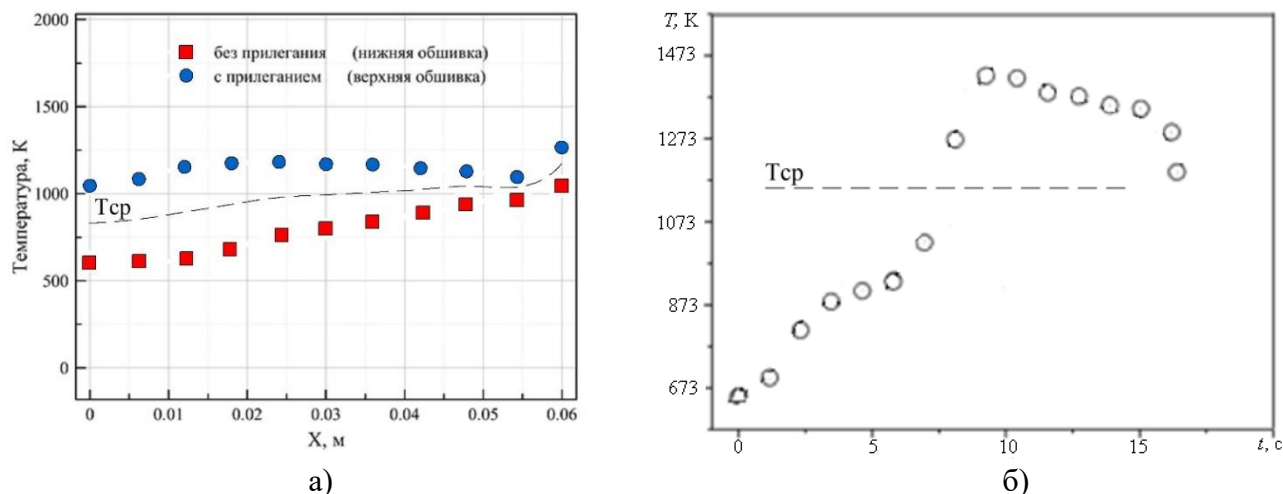 Температура, К
2000
1500
1000
500
0
без прилегания (нижняя обшивка)
с прилеганием (верхняя обшивка)
Тср
0 0.01 0.02 0.03 0.04 0.05 0.06
X, м
а)
T, К
1473
1273
1073
873
673
Тср
0 5 10 15 t, с
б)